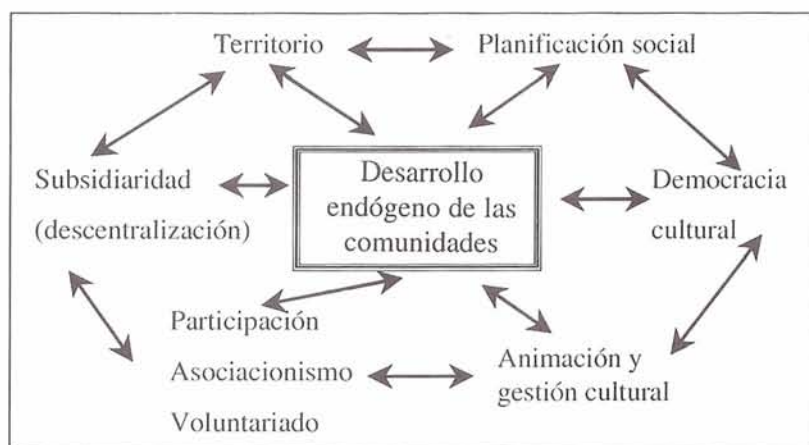 Territorio
Planificación social
Subsidiaridad
(descentralización)
Desarrollo
endógeno de las
comunidades
Democracia
cultural
Participación
Asociacionismo
Voluntariado
Animación y
gestión cultural